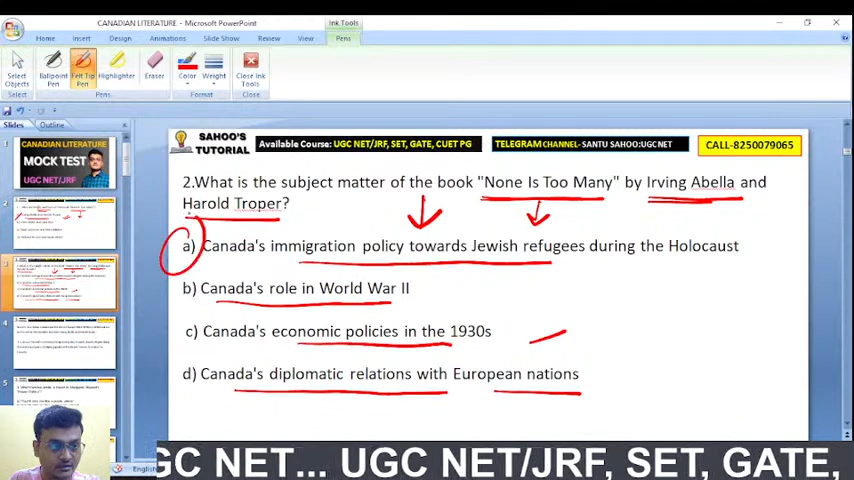 CANADIAN LITERATURE - Microsoft PowerPoint
Ink Tools
Home Insert Design Animations Slide Show Review View Pens
Select Objects
Ballpoint Pen
Felt Tip Pen
Highlighter
Eraser
Color
Weight
Close Ink Tools
Select
Pens
Format
Close
Slides Outline
1
CANADIAN LITERATURE
MOCK TEST
UGC NET/JRF
2
3
4
5
English
SAHOO'S
TUTORIAL
Available Course: UGC NET/JRF, SET, GATE, CUET PG
TELEGRAM CHANNEL- SANTU SAHOO:UGC NET
CALL-8250079065
2.What is the subject matter of the book "None Is Too Many" by Irving Abella and
Harold Troper?
a) Canada's immigration policy towards Jewish refugees during the Holocaust
b) Canada's role in World War II
c) Canada's economic policies in the 1930s
d) Canada's diplomatic relations with European nations
GC NET... UGC NET/JRF, SET, GATE,